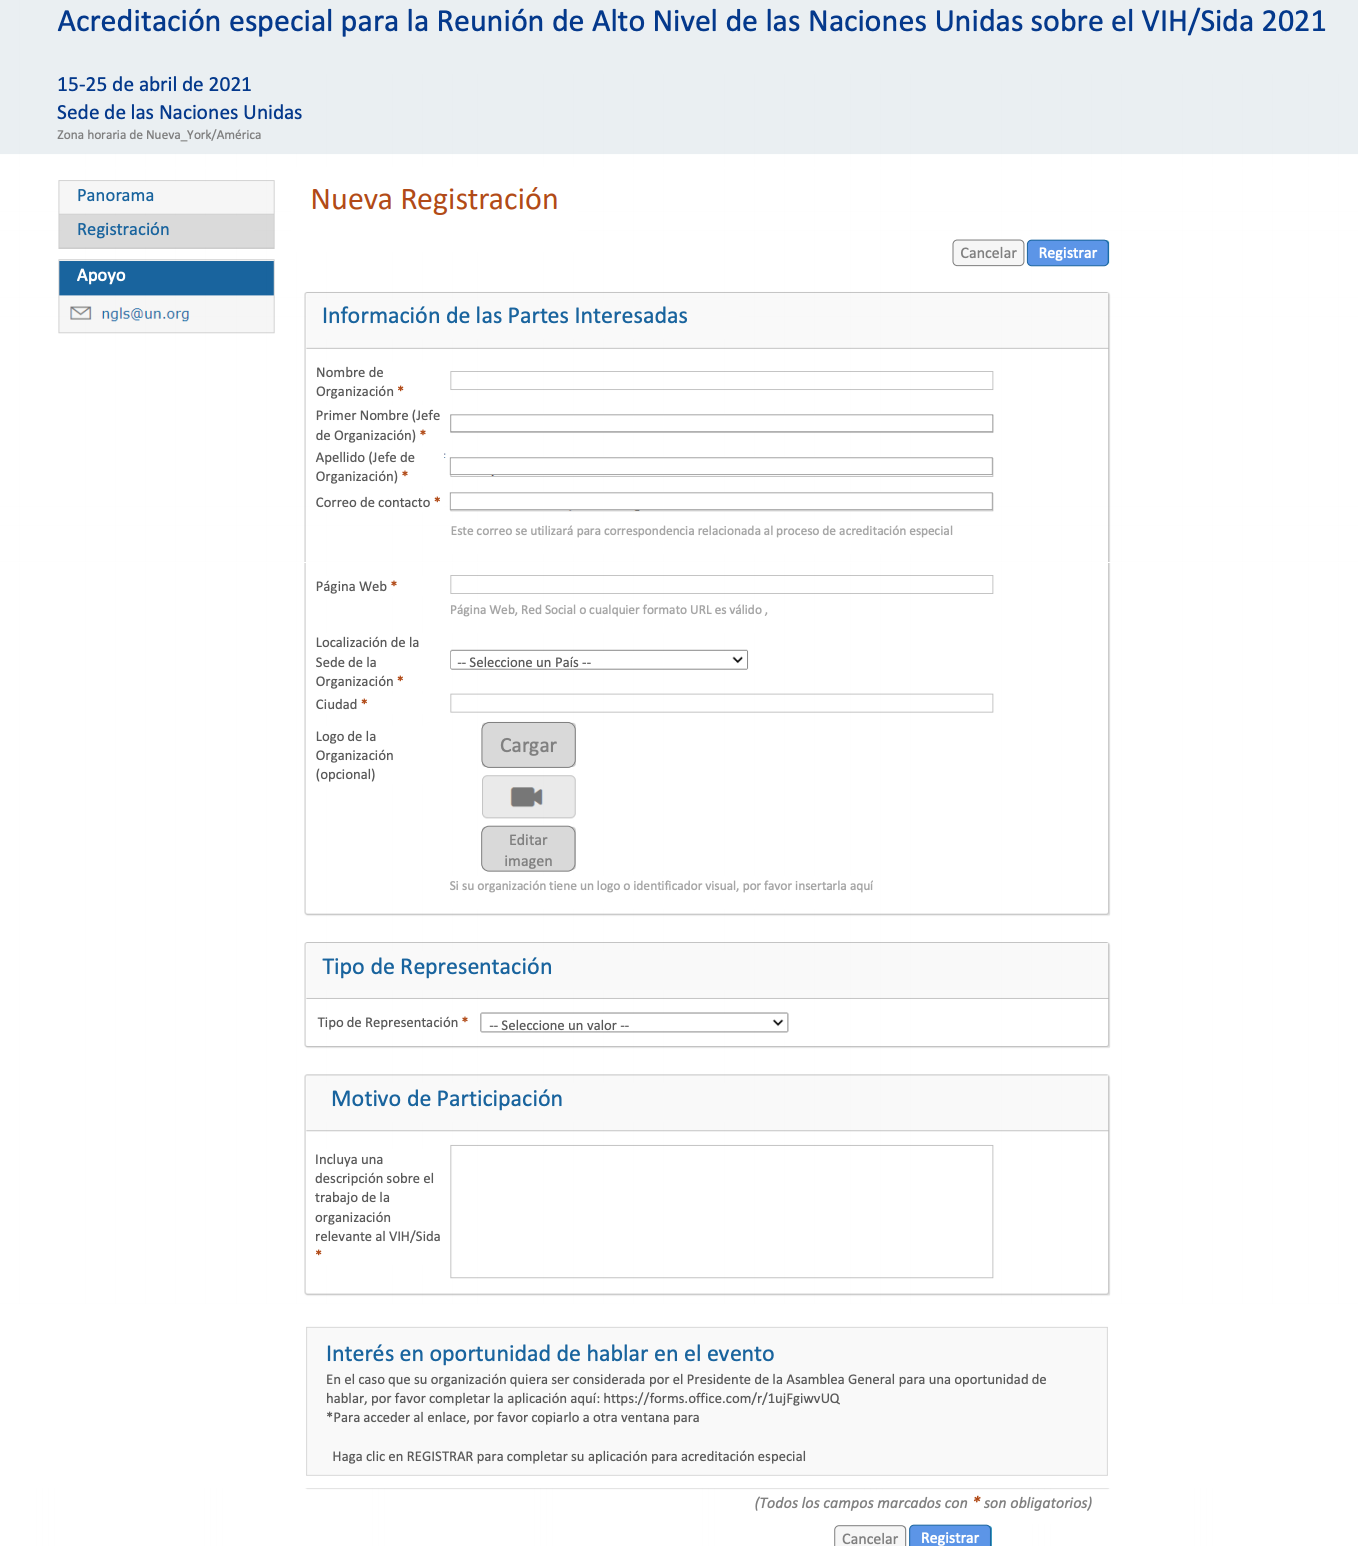 Acreditación especial para la Reunión de Alto Nivel de las Naciones Unidas sobre el VIH/Sida 2021
15-25 de abril de 2021
Sede de las Naciones Unidas
Zona horaria de Nueva_York/América
Panorama
Registración
Apoyo
ngls@un.org
Nueva Registración
Cancelar Registrar
Información de las Partes Interesadas
Nombre de
Organización *
Primer Nombre (Jefe
de Organización) *
Apellido (Jefe de
Organización) *
Correo de contacto *
Este correo se utilizará para correspondencia relacionada al proceso de acreditación especial
Página Web *
Página Web, Red Social o cualquier formato URL es válido ,
Localización de la
Sede de la
Organización *
-- Seleccione un País --
Ciudad *
Logo de la
Organización
(opcional)
Cargar
Editar
imagen
Si su organización tiene un logo o identificador visual, por favor insertarla aquí
Tipo de Representación
Tipo de Representación * -- Seleccione un valor --
Motivo de Participación
Incluya una
descripción sobre el
trabajo de la
organización
relevante al VIH/Sida
*
Interés en oportunidad de hablar en el evento
En el caso que su organización quiera ser considerada por el Presidente de la Asamblea General para una oportunidad de
hablar, por favor completar la aplicación aquí: https://forms.office.com/r/1ujFgiwvUQ
*Para acceder al enlace, por favor copiarlo a otra ventana para
Haga clic en REGISTRAR para completar su aplicación para acreditación especial
(Todos los campos marcados con * son obligatorios)
Cancelar Registrar